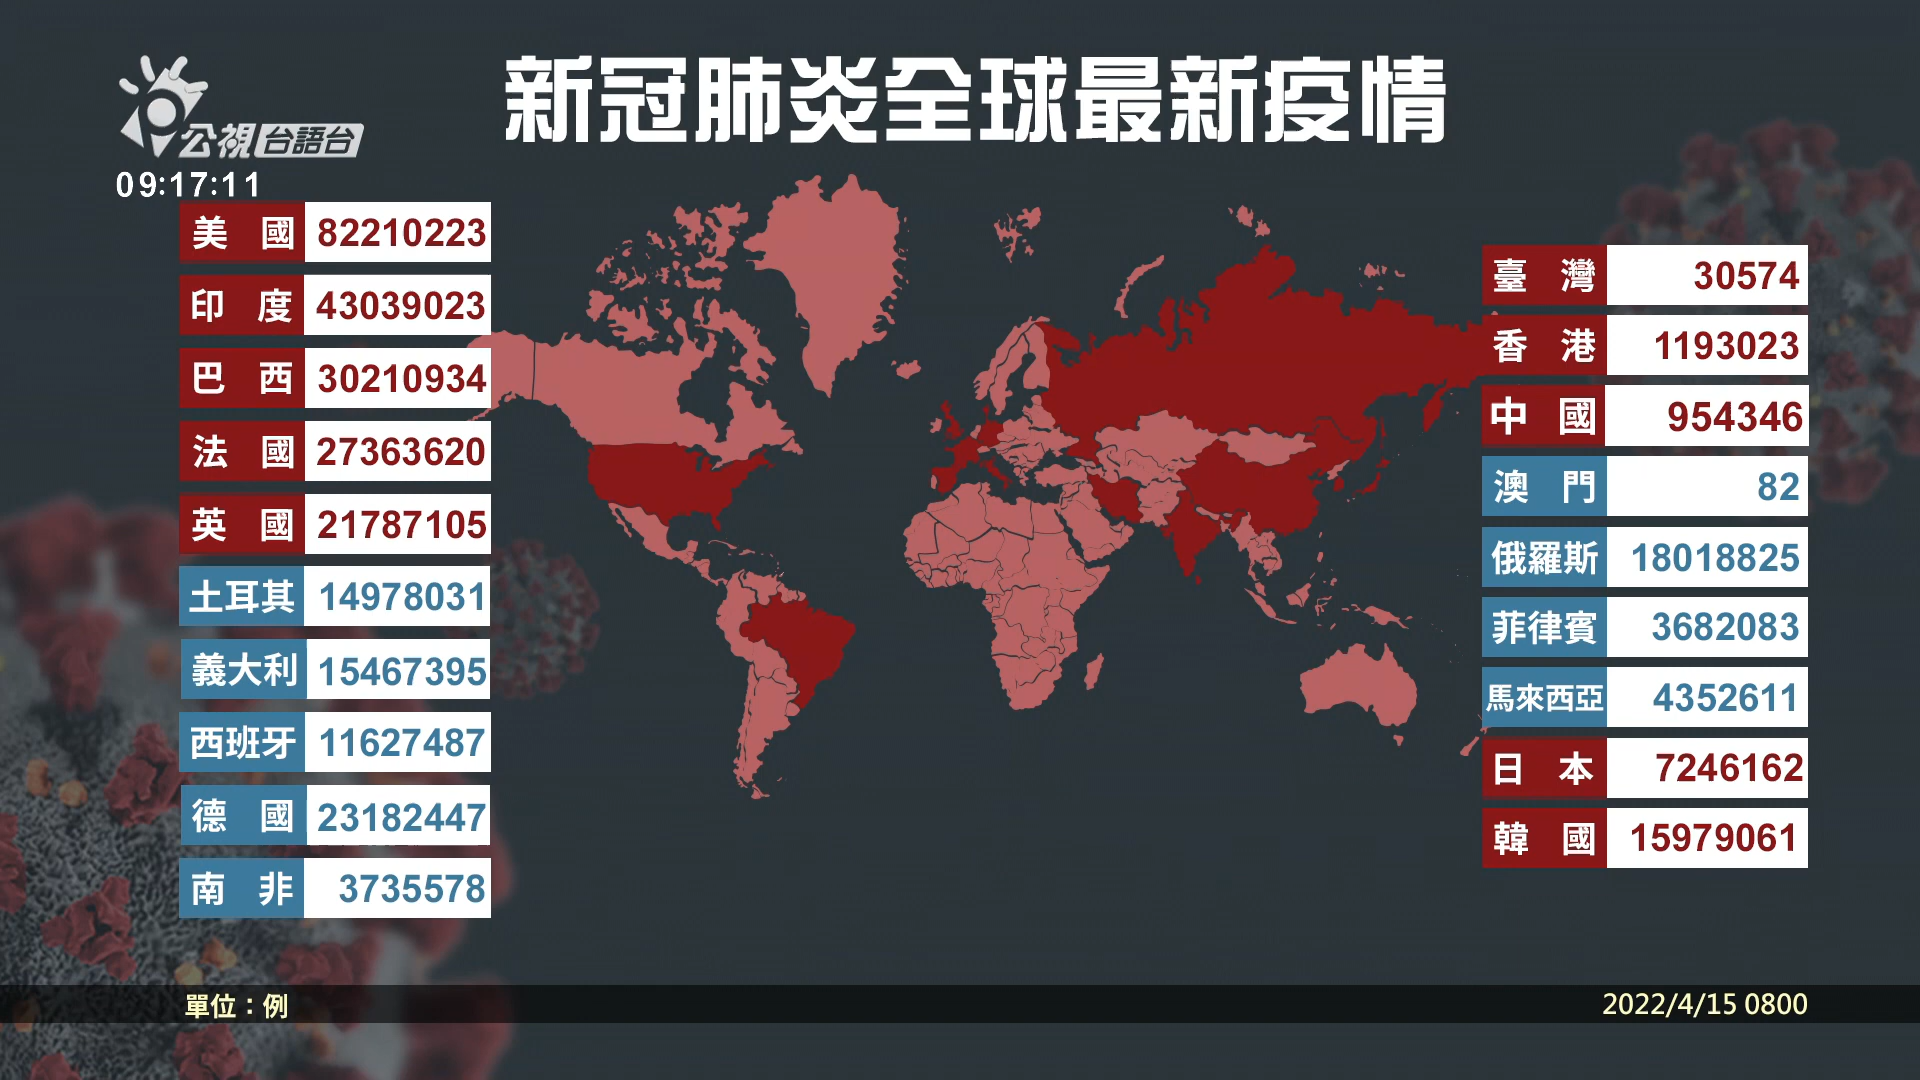 公視台語台
新冠肺炎全球最新疫情
09:17:11
美國 82210223
印度 43039023
巴西 30210934
法國 27363620
英國 21787105
土耳其 14978031
義大利 15467395
西班牙 11627487
德國 23182447
南非 3735578
臺灣 30574
香港 1193023
中國 954346
澳門 82
俄羅斯 18018825
菲律賓 3682083
馬來西亞 4352611
日本 7246162
韓國 15979061
單位：例
2022/4/15 0800